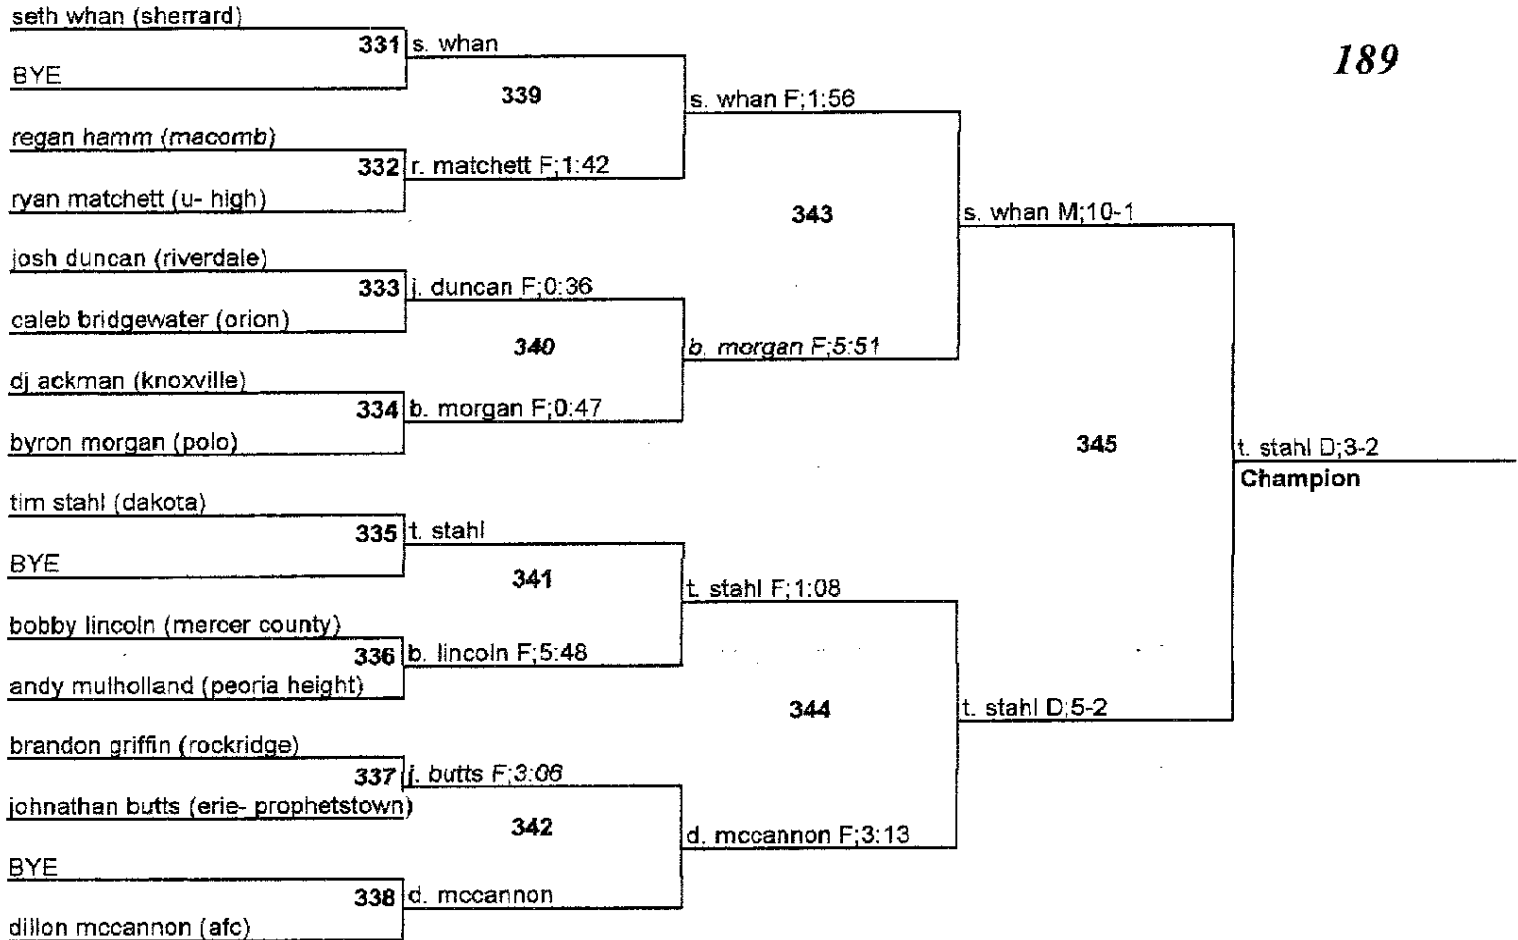 seth whan (sherrard)
331 s. whan
189
BYE
339
s. whan F;1:56
regan hamm (macomb)
332 r. matchett F;1:42
ryan matchett (u- high)
343
s. whan M;10-1
josh duncan (riverdale)
333 j. duncan F;0:36
caleb bridgewater (orion)
340
b. morgan F;5:51
dj ackman (knoxville)
334 b. morgan F;0:47
byron morgan (polo)
345
t. stahl D;3-2
Champion
tim stahl (dakota)
335 t. stahl
BYE
341
t. stahl F;1:08
bobby lincoln (mercer county)
336 b. lincoln F;5:48
andy mulholland (peoria height)
344
t. stahl D;5-2
brandon griffin (rockridge)
337 j. butts F;3:06
johnathan butts (erie- prophetstown)
342
d. mccannon F;3:13
BYE
338 d. mccannon
dillon mccannon (afc)